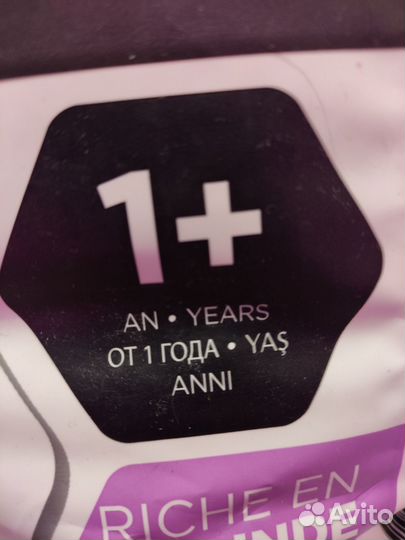 1+
AN • YEARS
ОТ 1 ГОДА • YAŞ
ANNI
RICHE EN
Avito